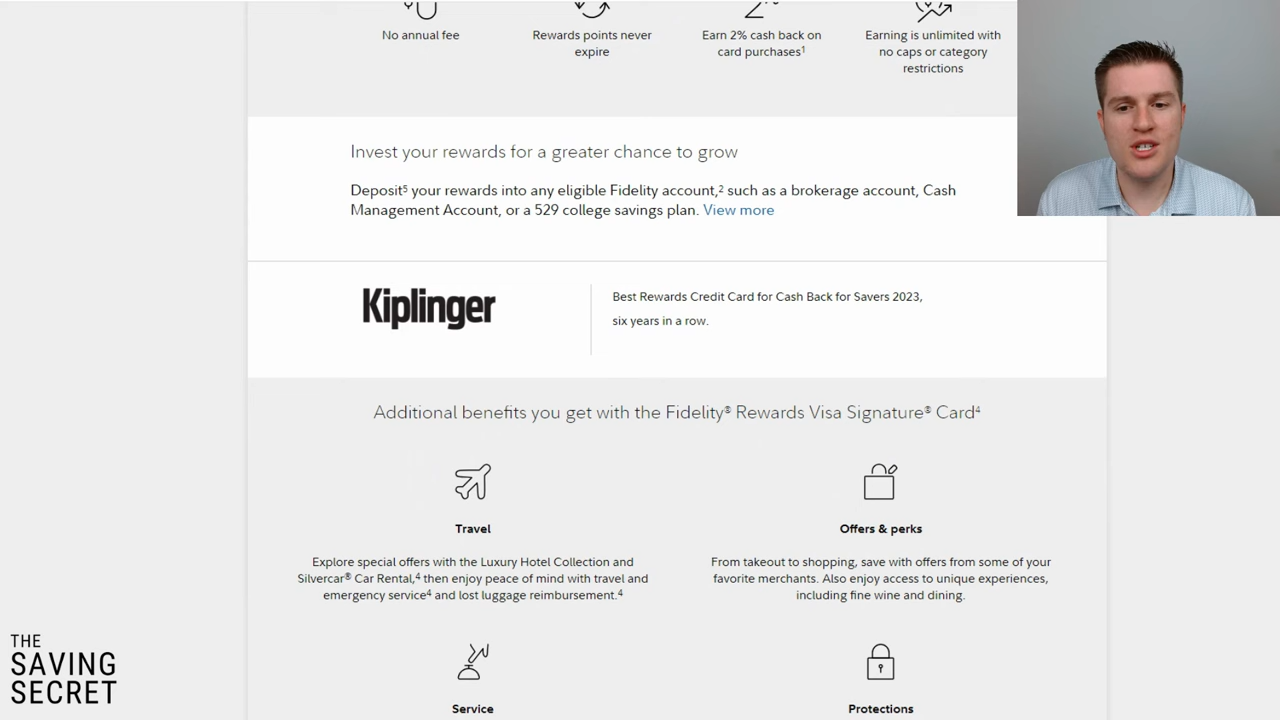 No annual fee
Rewards points never
expire
Earn 2% cash back on
card purchases¹
Earning is unlimited with
no caps or category
restrictions
Invest your rewards for a greater chance to grow
Deposit⁵ your rewards into any eligible Fidelity account,² such as a brokerage account, Cash
Management Account, or a 529 college savings plan. View more
Kiplinger
Best Rewards Credit Card for Cash Back for Savers 2023,
six years in a row.
Additional benefits you get with the Fidelity® Rewards Visa Signature® Card⁴
Travel
Explore special offers with the Luxury Hotel Collection and
Silvercar® Car Rental,⁴ then enjoy peace of mind with travel and
emergency service⁴ and lost luggage reimbursement.⁴
Offers & perks
From takeout to shopping, save with offers from some of your
favorite merchants. Also enjoy access to unique experiences,
including fine wine and dining.
Service
Protections
THE
SAVING
SECRET